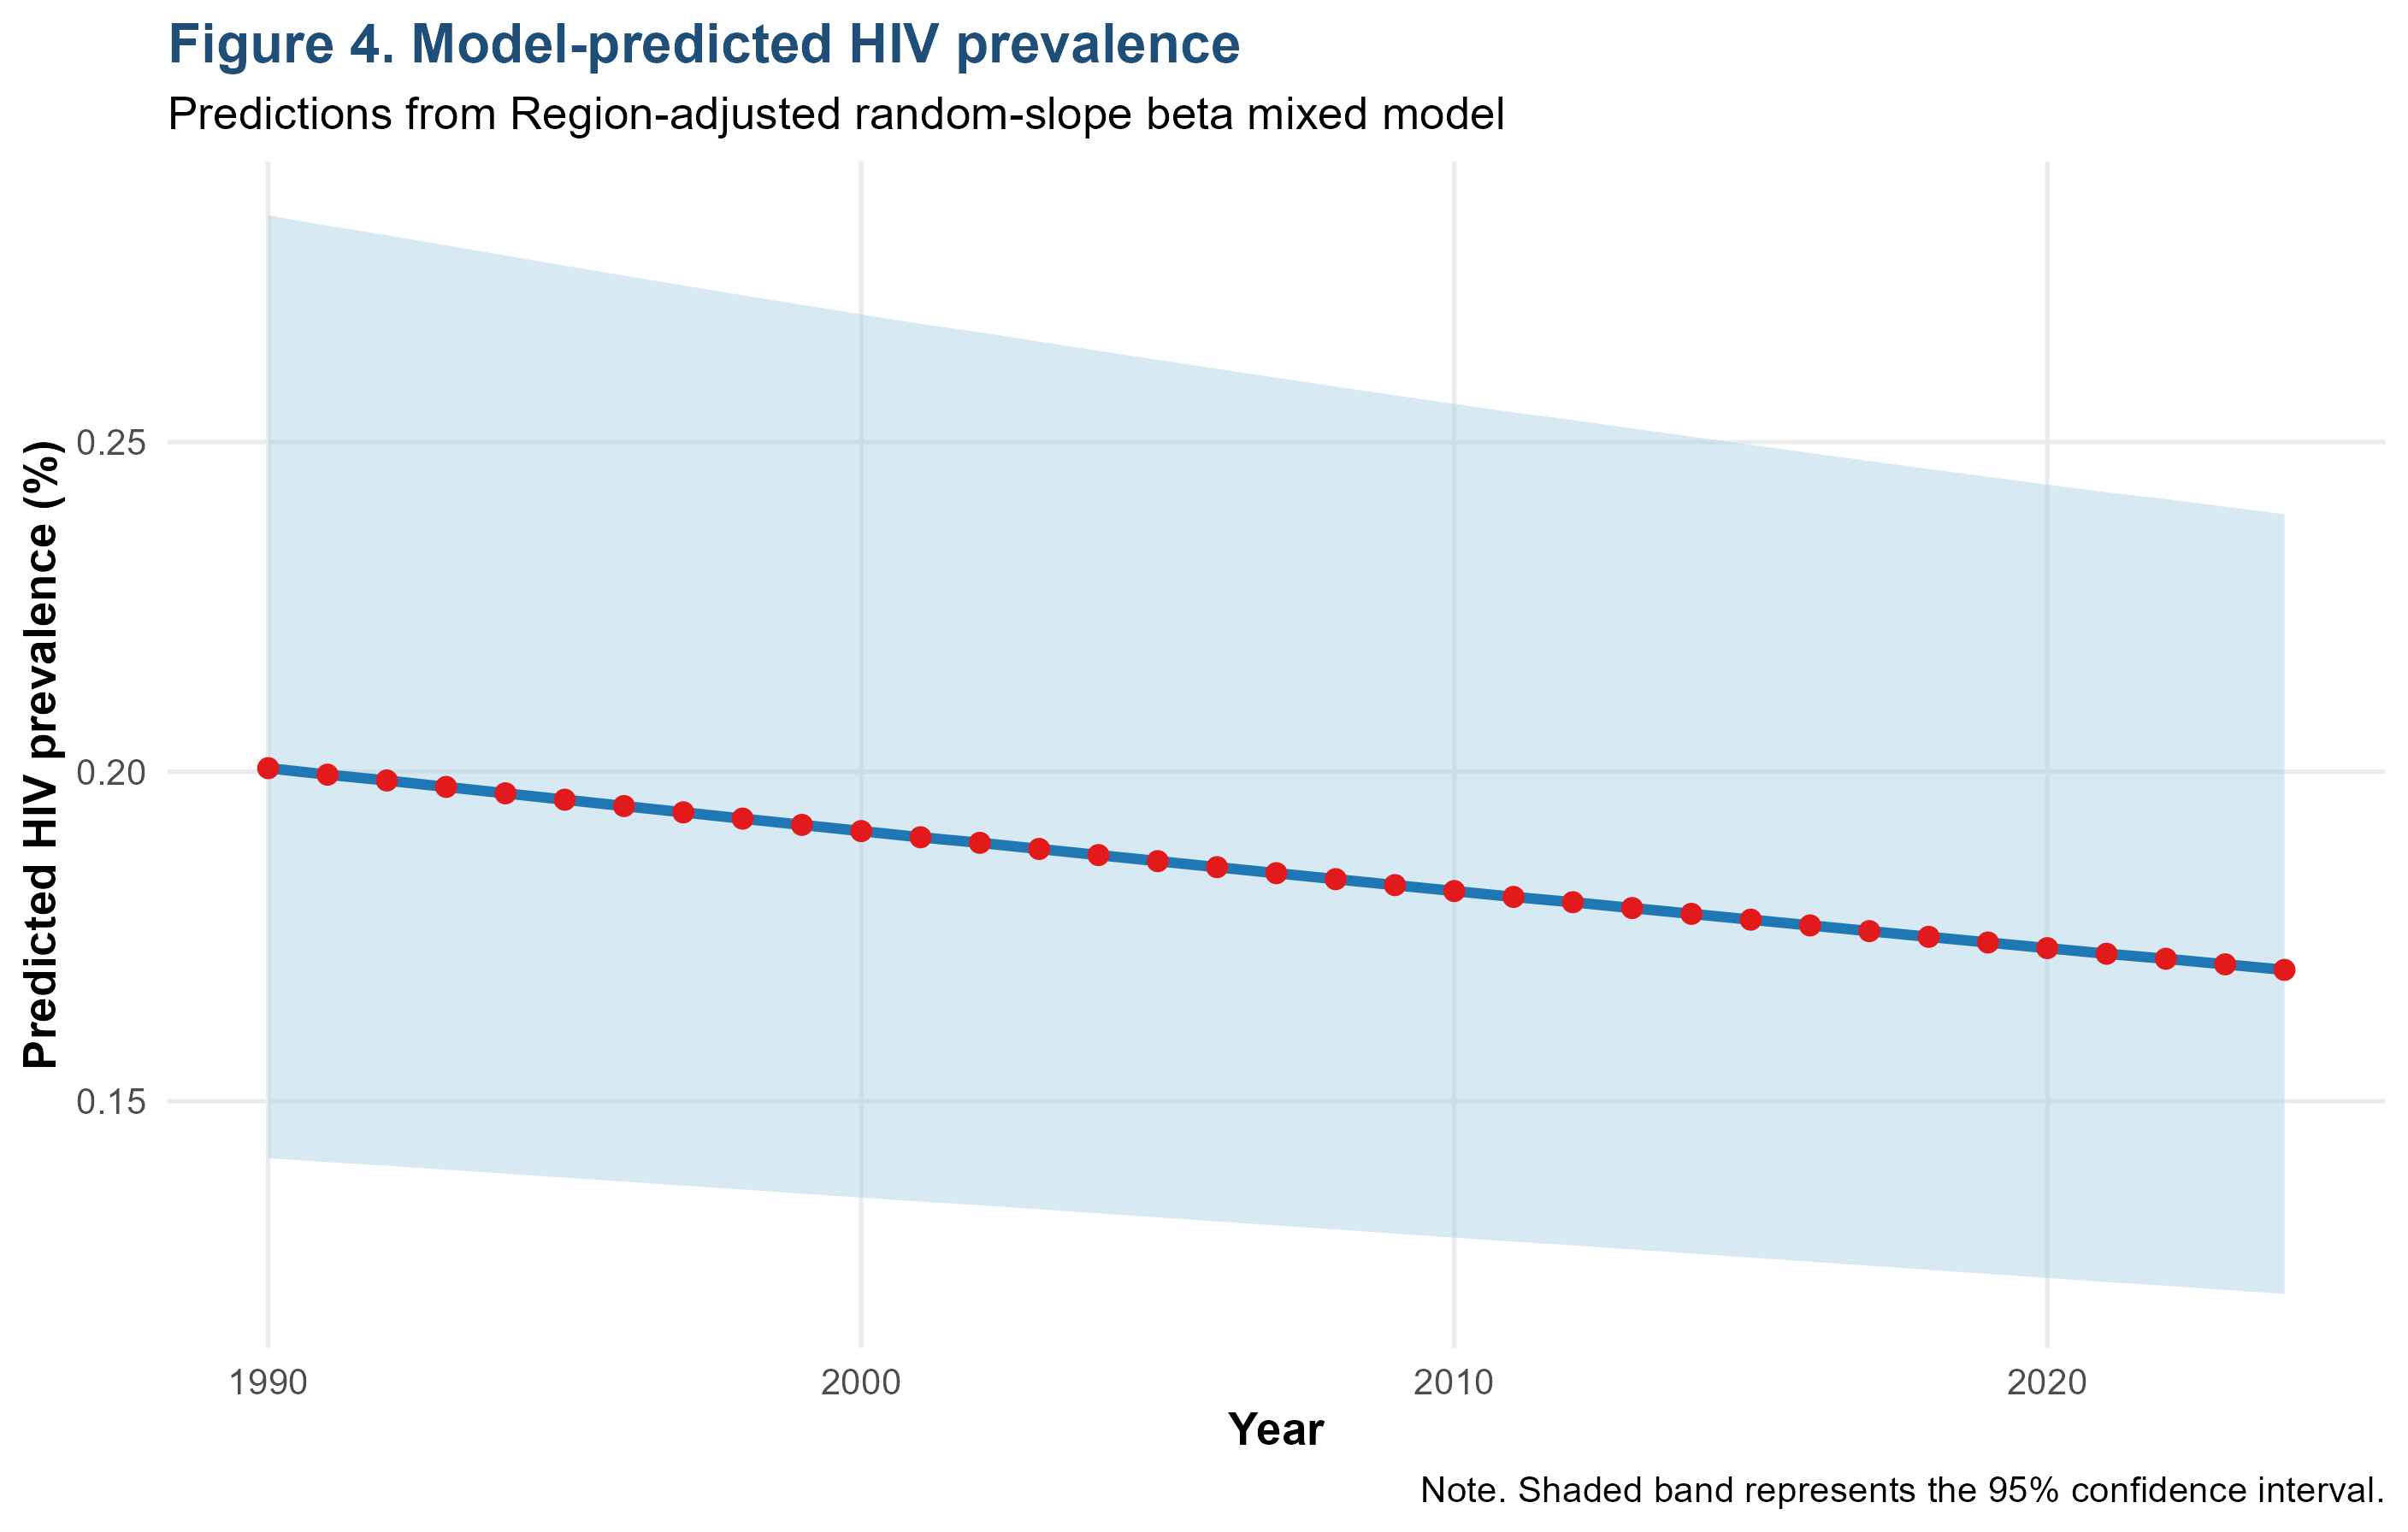 Figure 4. Model-predicted HIV prevalence
Predictions from Region-adjusted random-slope beta mixed model
Predicted HIV prevalence (%)
0.25
0.20
0.15
1990 2000 2010 2020
Year
Note. Shaded band represents the 95% confidence interval.